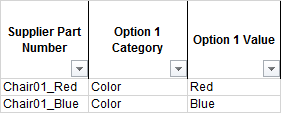 Supplier Part Number Option 1 Category Option 1 Value
Chair01_Red Color Red
Chair01_Blue Color Blue